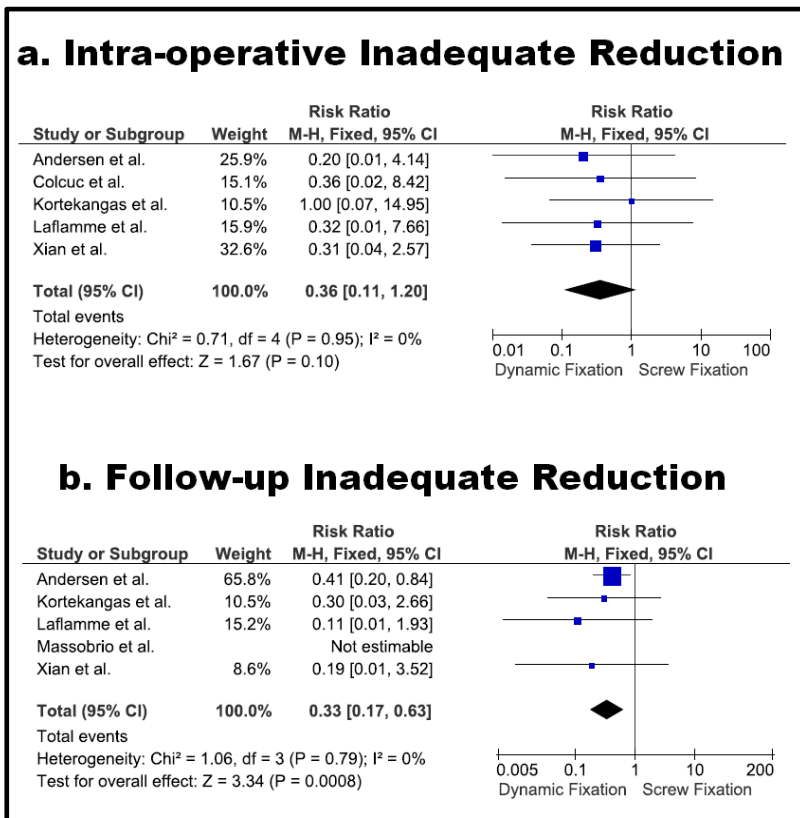 a. Intra-operative Inadequate Reduction
Risk Ratio Risk Ratio
Study or Subgroup Weight M-H, Fixed, 95% CI M-H, Fixed, 95% CI
Andersen et al. 25.9% 0.20 [0.01, 4.14]
Colcuc et al. 15.1% 0.36 [0.02, 8.42]
Kortekangas et al. 10.5% 1.00 [0.07, 14.95]
Laflamme et al. 15.9% 0.32 [0.01, 7.66]
Xian et al. 32.6% 0.31 [0.04, 2.57]
Total (95% CI) 100.0% 0.36 [0.11, 1.20]
Total events
Heterogeneity: Chi² = 0.71, df = 4 (P = 0.95); I² = 0%
Test for overall effect: Z = 1.67 (P = 0.10)
0.01 0.1 1 10 100
Dynamic Fixation Screw Fixation
b. Follow-up Inadequate Reduction
Risk Ratio Risk Ratio
Study or Subgroup Weight M-H, Fixed, 95% CI M-H, Fixed, 95% CI
Andersen et al. 65.8% 0.41 [0.20, 0.84]
Kortekangas et al. 10.5% 0.30 [0.03, 2.66]
Laflamme et al. 15.2% 0.11 [0.01, 1.93]
Massobrio et al. Not estimable
Xian et al. 8.6% 0.19 [0.01, 3.52]
Total (95% CI) 100.0% 0.33 [0.17, 0.63]
Total events
Heterogeneity: Chi² = 1.06, df = 3 (P = 0.79); I² = 0%
Test for overall effect: Z = 3.34 (P = 0.0008)
0.005 0.1 1 10 200
Dynamic Fixation Screw Fixation